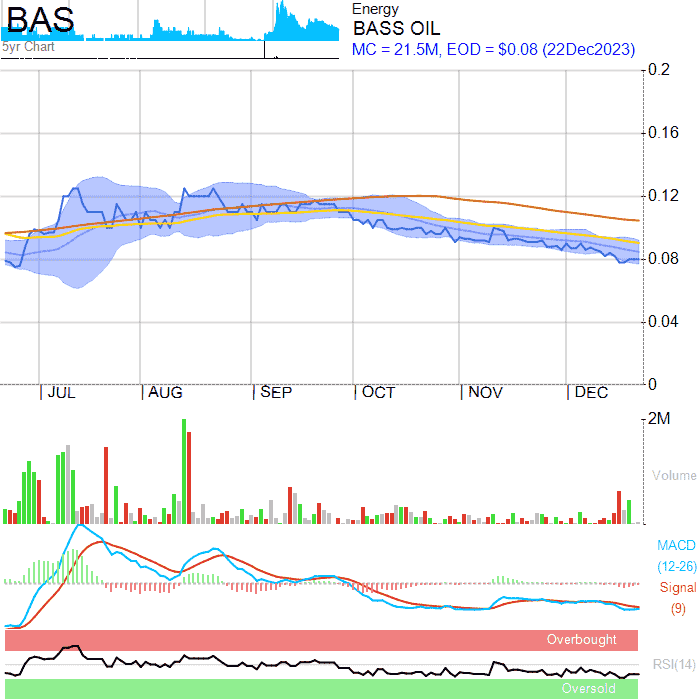 BAS
5yr Chart
Energy
BASS OIL
MC = 21.5M, EOD = $0.08 (22Dec2023)
0.2
0.16
0.12
0.08
0.04
0
JUL AUG SEP OCT NOV DEC
2M
Volume
MACD
(12-26)
Signal
(9)
Overbought
RSI(14)
Oversold